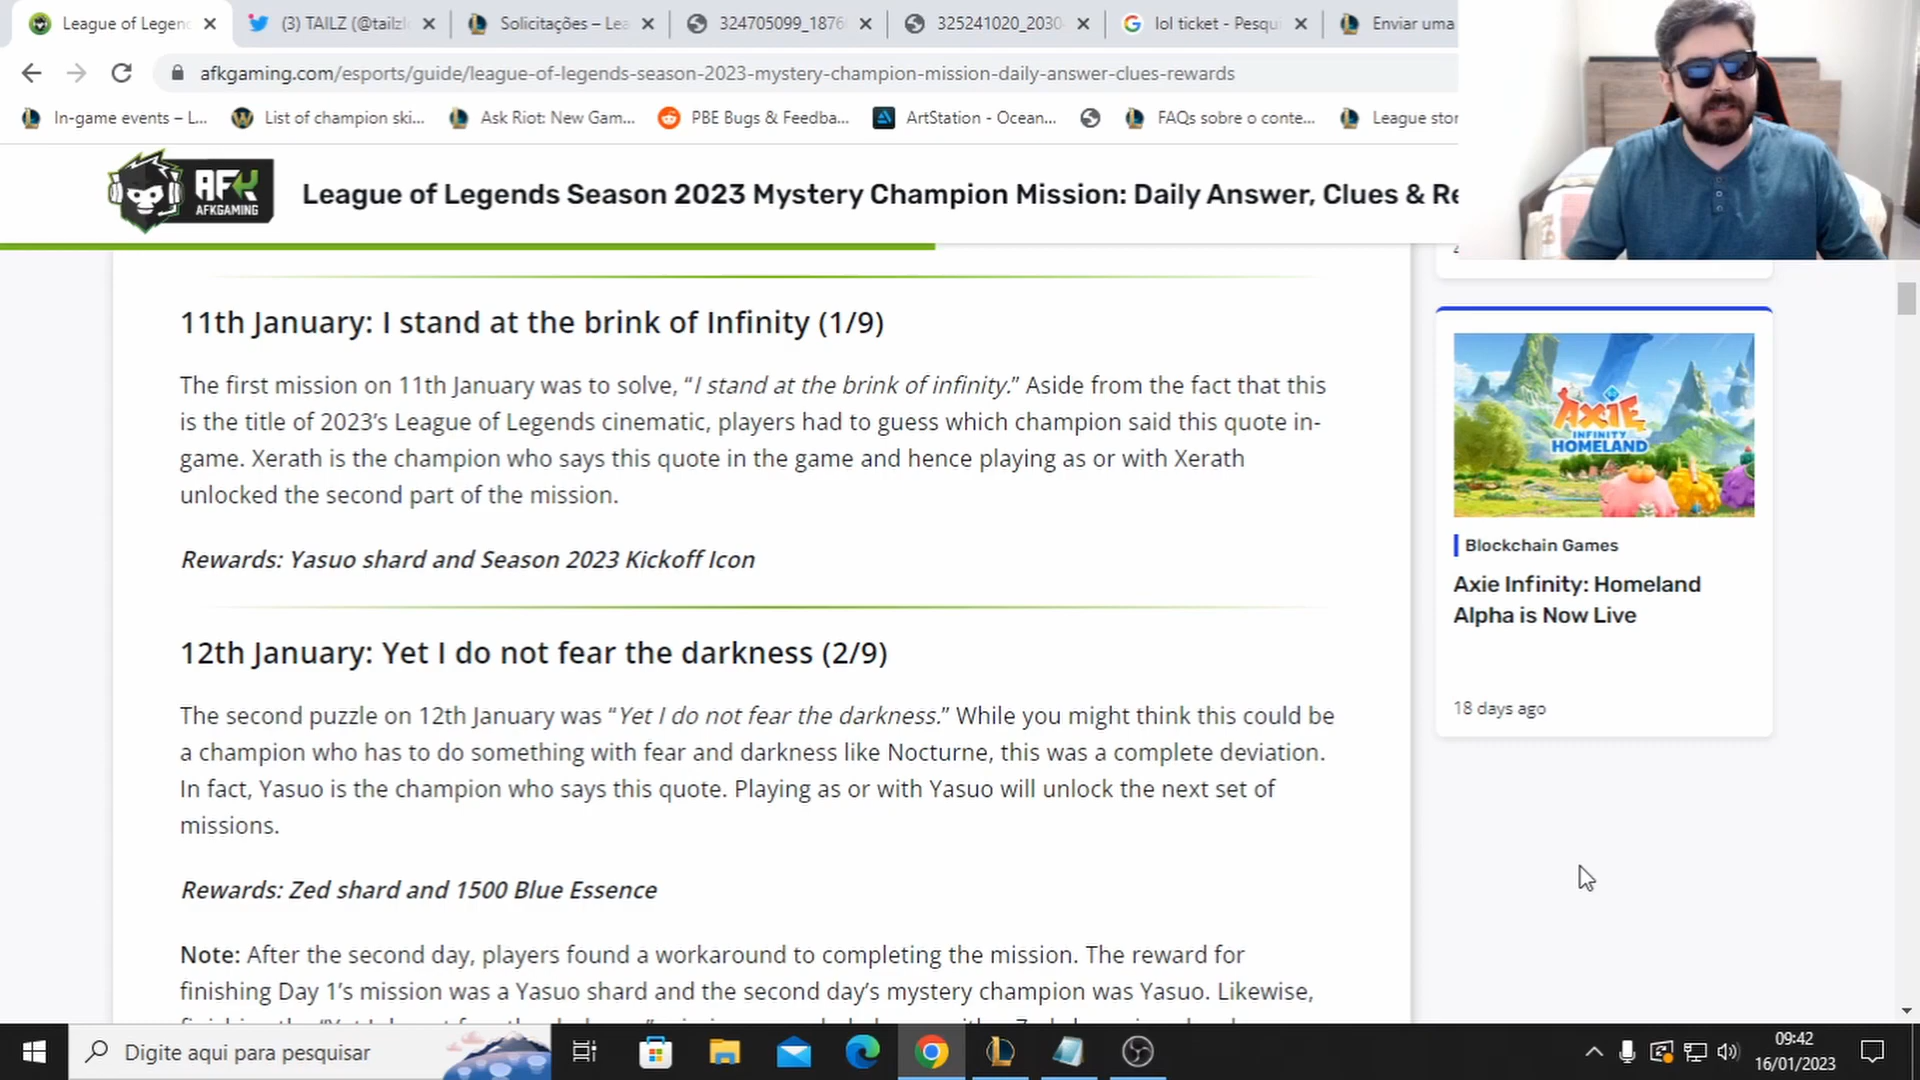 League of Legen
(3) TAILZ (@tailzl
Solicitações – Lea
324705099_1876
325241020_2030
lol ticket - Pesqui
Enviar uma
afkgaming.com/esports/guide/league-of-legends-season-2023-mystery-champion-mission-daily-answer-clues-rewards
In-game events – L...
List of champion ski...
Ask Riot: New Gam...
PBE Bugs & Feedba...
ArtStation - Ocean...
FAQs sobre o conte...
League stor
AFK
AFKGAMING
League of Legends Season 2023 Mystery Champion Mission: Daily Answer, Clues & Re
11th January: I stand at the brink of Infinity (1/9)
The first mission on 11th January was to solve, “I stand at the brink of infinity.” Aside from the fact that this
is the title of 2023’s League of Legends cinematic, players had to guess which champion said this quote in-
game. Xerath is the champion who says this quote in the game and hence playing as or with Xerath
unlocked the second part of the mission.
Rewards: Yasuo shard and Season 2023 Kickoff Icon
12th January: Yet I do not fear the darkness (2/9)
The second puzzle on 12th January was “Yet I do not fear the darkness.” While you might think this could be
a champion who has to do something with fear and darkness like Nocturne, this was a complete deviation.
In fact, Yasuo is the champion who says this quote. Playing as or with Yasuo will unlock the next set of
missions.
Rewards: Zed shard and 1500 Blue Essence
Note: After the second day, players found a workaround to completing the mission. The reward for
finishing Day 1’s mission was a Yasuo shard and the second day’s mystery champion was Yasuo. Likewise,
AXIE
INFINITY
HOMELAND
Blockchain Games
Axie Infinity: Homeland
Alpha is Now Live
18 days ago
Digite aqui para pesquisar
09:42
16/01/2023